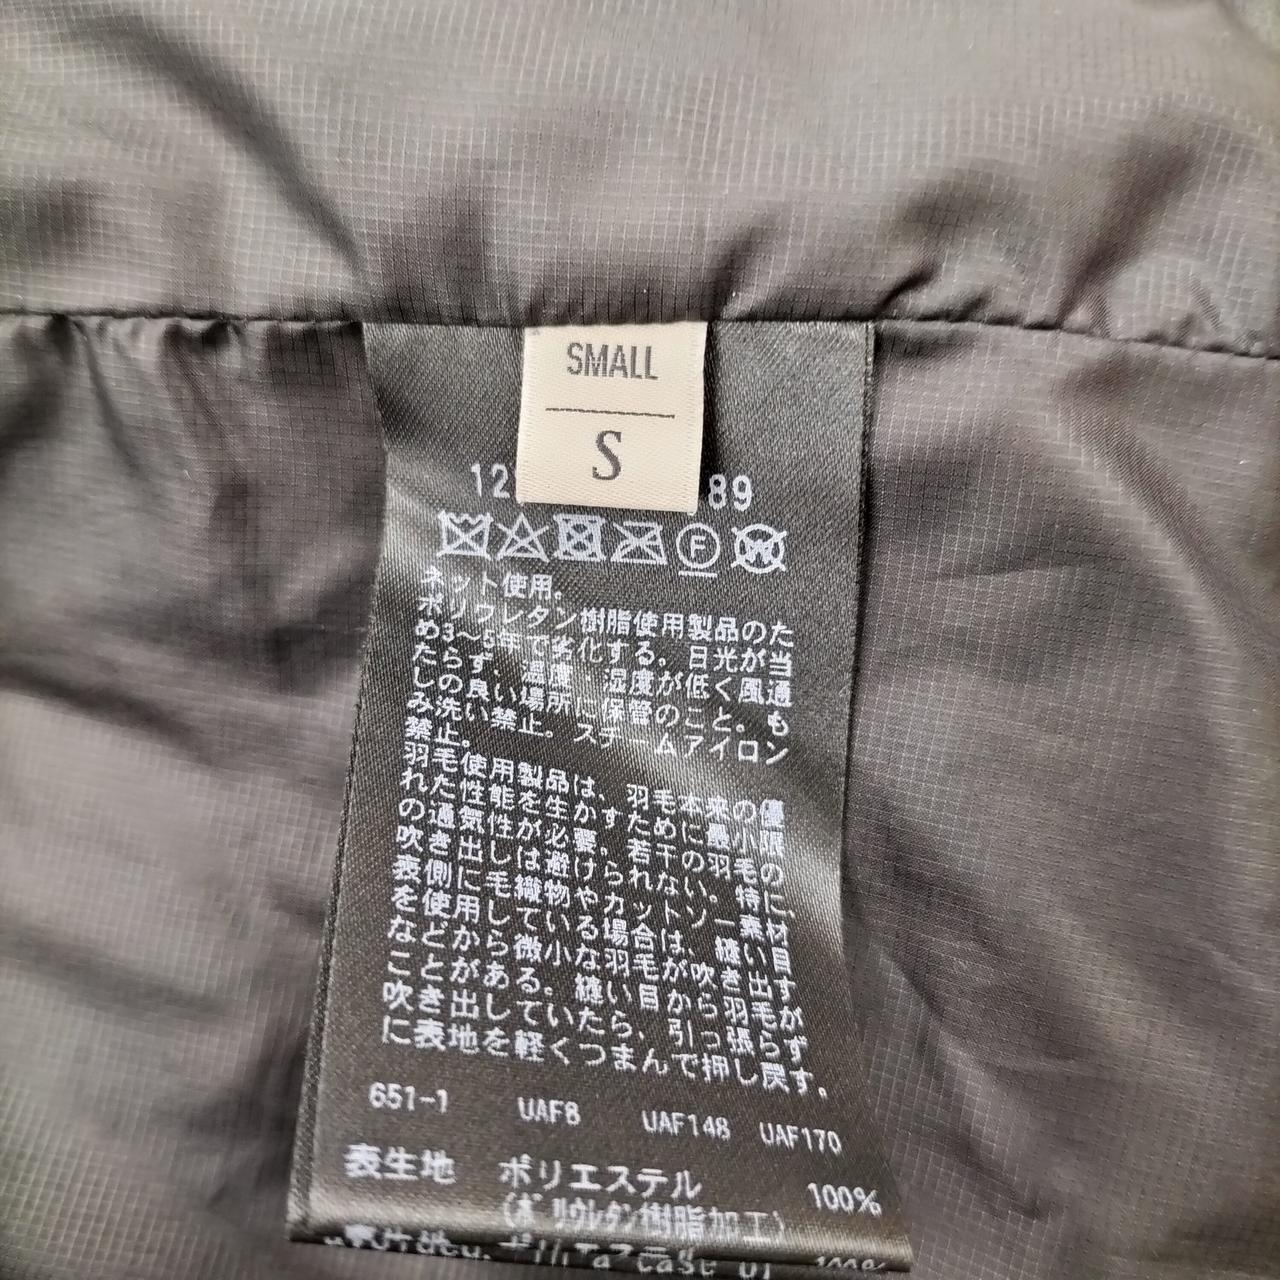 SMALL
S
12 89
ネット使用。
ポリウレタン樹脂使用製品のた
め3〜5年で劣化する。日光が当
たらず、温度、湿度が低く風通
しの良い場所に保管のこと。も
み洗い禁止。スチームアイロン
禁止。
羽毛使用製品は、羽毛本来の優
れた性能を生かすために最小限
の通気性が必要。若干の羽毛の
吹き出しは避けられない。特に、
表側に毛織物やカットソー素材
を使用している場合は、縫い目
などから微小な羽毛が吹き出す
ことがある。縫い目から羽毛が
吹き出していたら、引っ張らず
に表地を軽くつまんで押し戻す。
651-1 UAF8 UAF148 UAF170
表生地 ポリエステル 100%
(ポリウレタン樹脂加工)